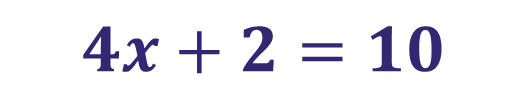 4x + 2 = 10